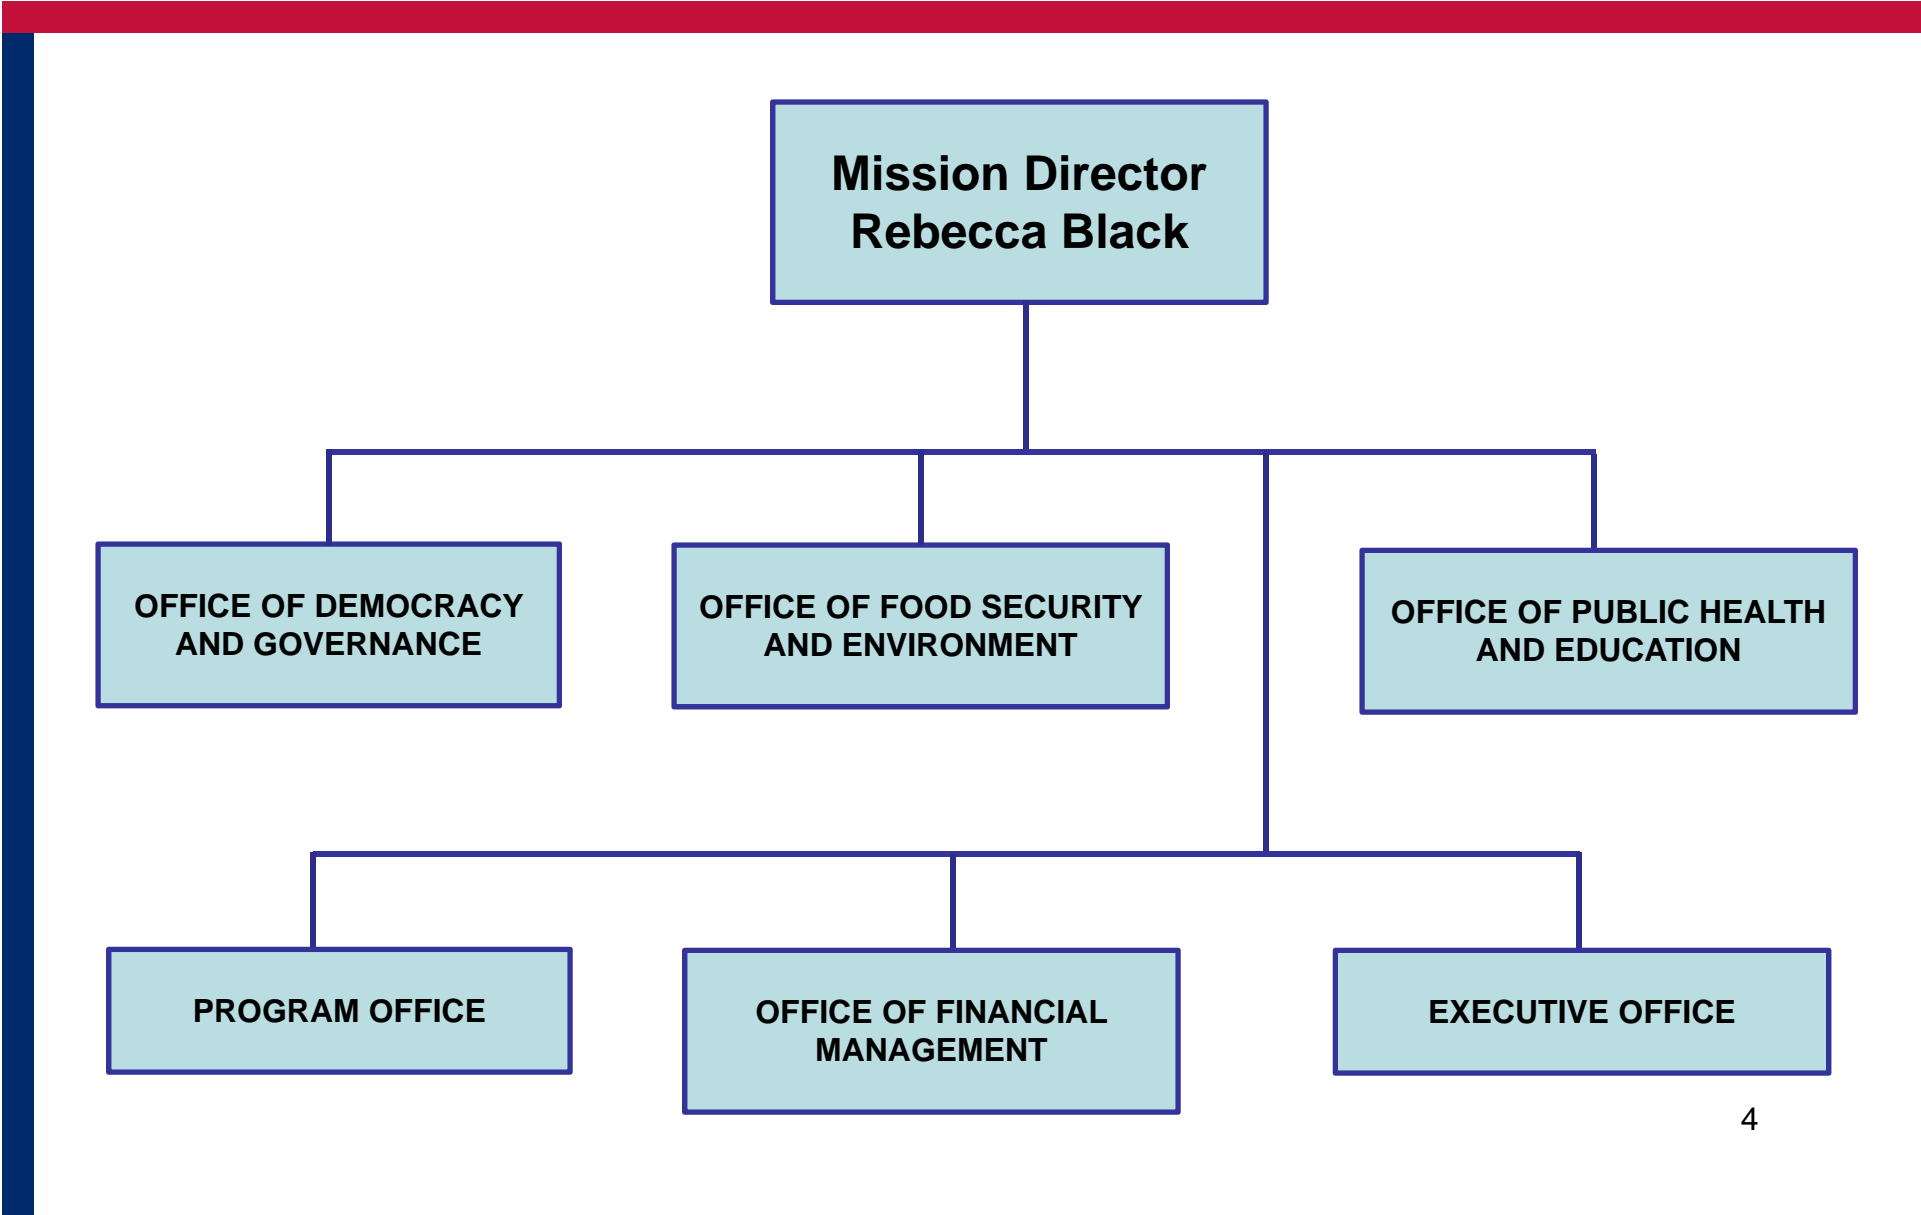 Mission Director
Rebecca Black
OFFICE OF DEMOCRACY
AND GOVERNANCE
OFFICE OF FOOD SECURITY
AND ENVIRONMENT
OFFICE OF PUBLIC HEALTH
AND EDUCATION
PROGRAM OFFICE
OFFICE OF FINANCIAL
MANAGEMENT
EXECUTIVE OFFICE
4